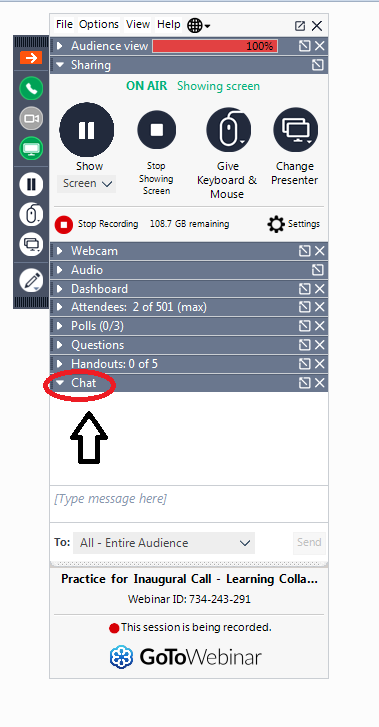 File Options View Help
Audience view 100%
Sharing
ON AIR Showing screen
Show
Screen
Stop
Showing
Screen
Give
Keyboard &
Mouse
Change
Presenter
Stop Recording 108.7 GB remaining Settings
Webcam
Audio
Dashboard
Attendees: 2 of 501 (max)
Polls (0/3)
Questions
Handouts: 0 of 5
Chat
[Type message here]
To: All - Entire Audience Send
Practice for Inaugural Call - Learning Colla...
Webinar ID: 734-243-291
This session is being recorded.
GoToWebinar